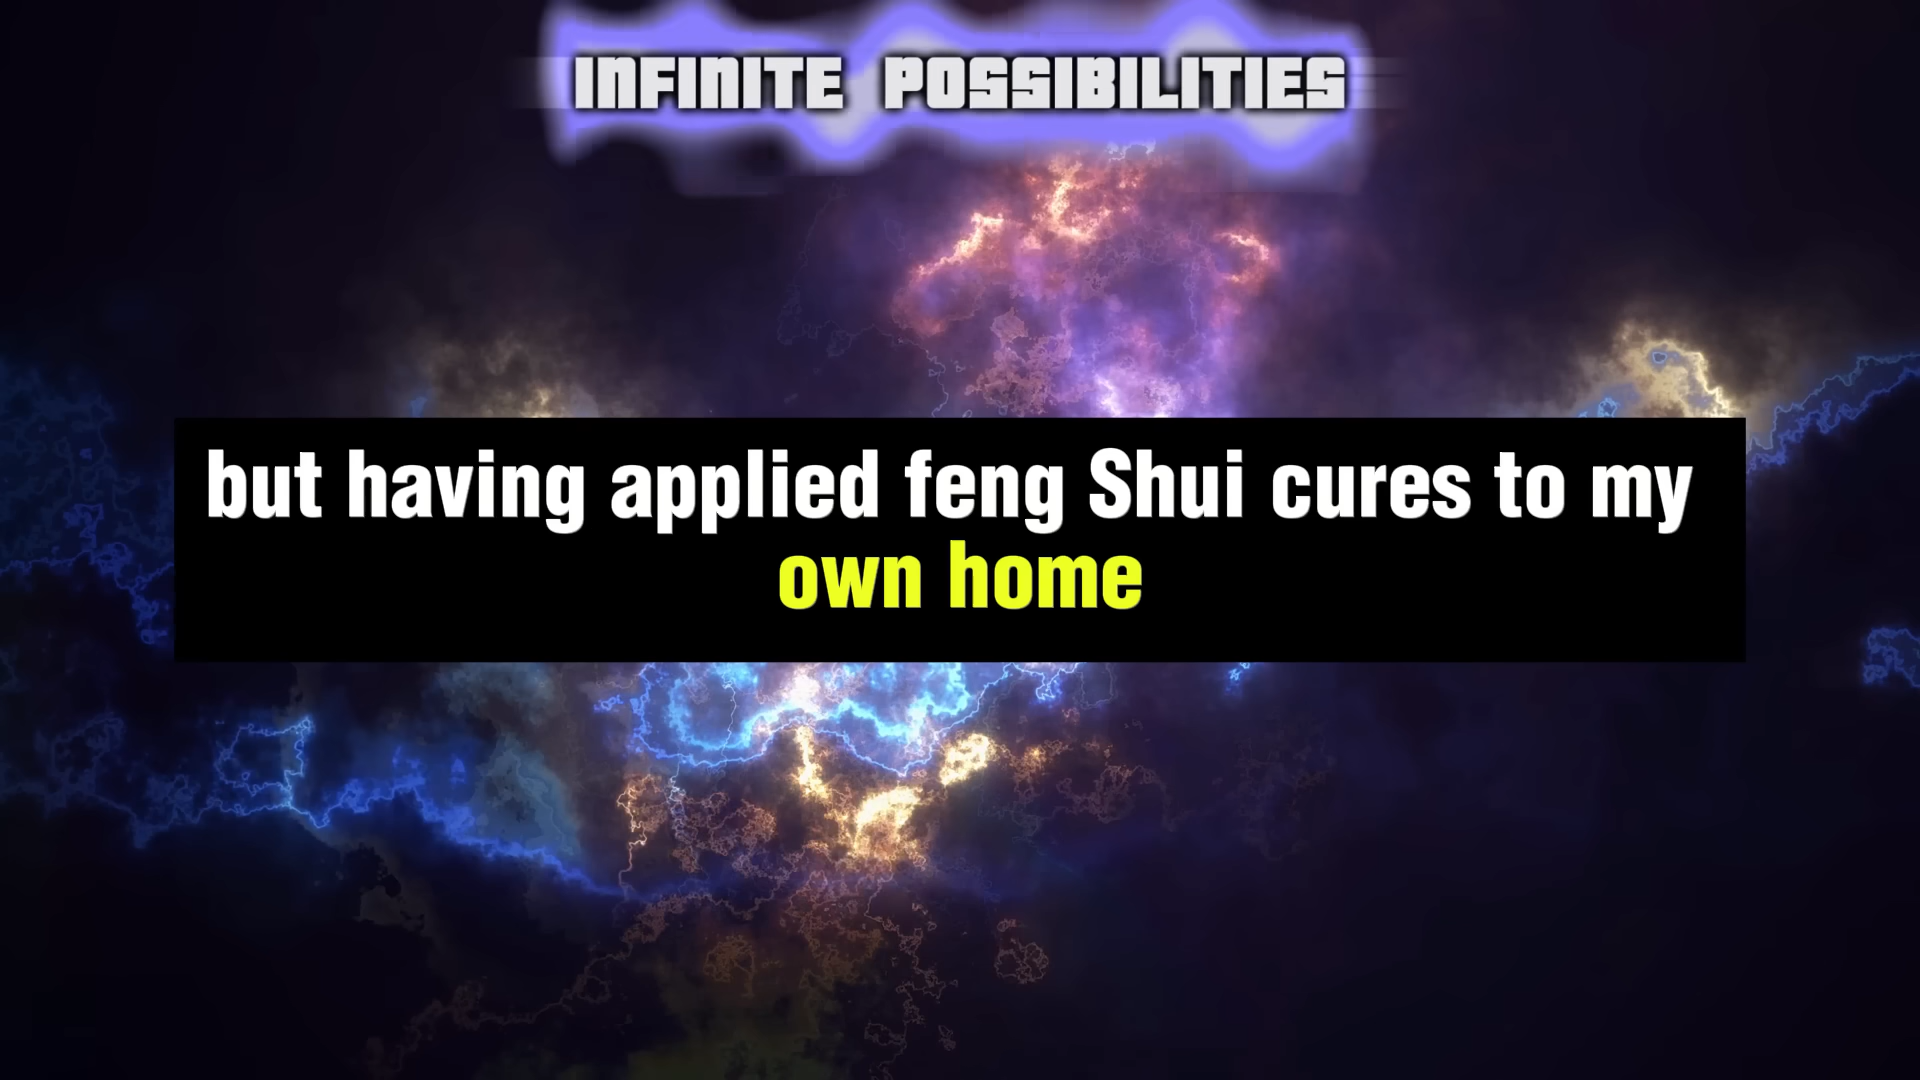 INFINITE POSSIBILITIES
but having applied feng Shui cures to my
own home